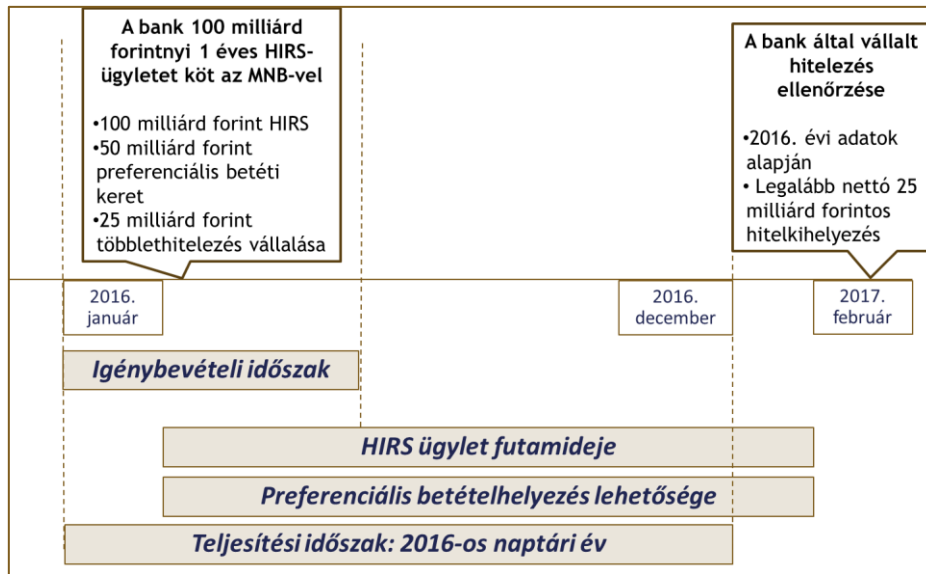 A bank 100 milliárd
forintnyi 1 éves HIRS-
ügyletet köt az MNB-vel
•100 milliárd forint HIRS
•50 milliárd forint
preferenciális betéti
keret
•25 milliárd forint
többlethitelezés vállalása
A bank által vállalt
hitelezés
ellenőrzése
•2016. évi adatok
alapján
• Legalább nettó 25
milliárd forintos
hitelkihelyezés
2016.
január
2016.
december
2017.
február
Igénybevételi időszak
HIRS ügylet futamideje
Preferenciális betételhelyezés lehetősége
Teljesítési időszak: 2016-os naptári év